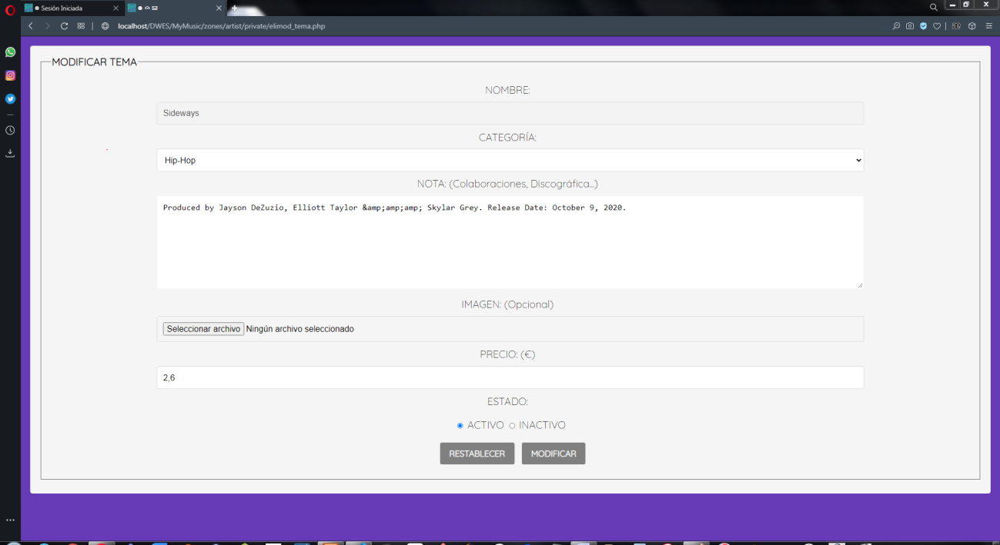 Sesión Iniciada
localhost/DWES/MyMusic/zones/artist/private/elimod_tema.php
MODIFICAR TEMA
NOMBRE:
Sideways
CATEGORÍA:
Hip-Hop
NOTA: (Colaboraciones, Discográfica...)
Produced by Jayson DeZuzio, Elliott Taylor &amp;amp;amp; Skylar Grey. Release Date: October 9, 2020.
IMAGEN: (Opcional)
Seleccionar archivo Ningún archivo seleccionado
PRECIO: (€)
2,6
ESTADO:
ACTIVO INACTIVO
RESTABLECER MODIFICAR